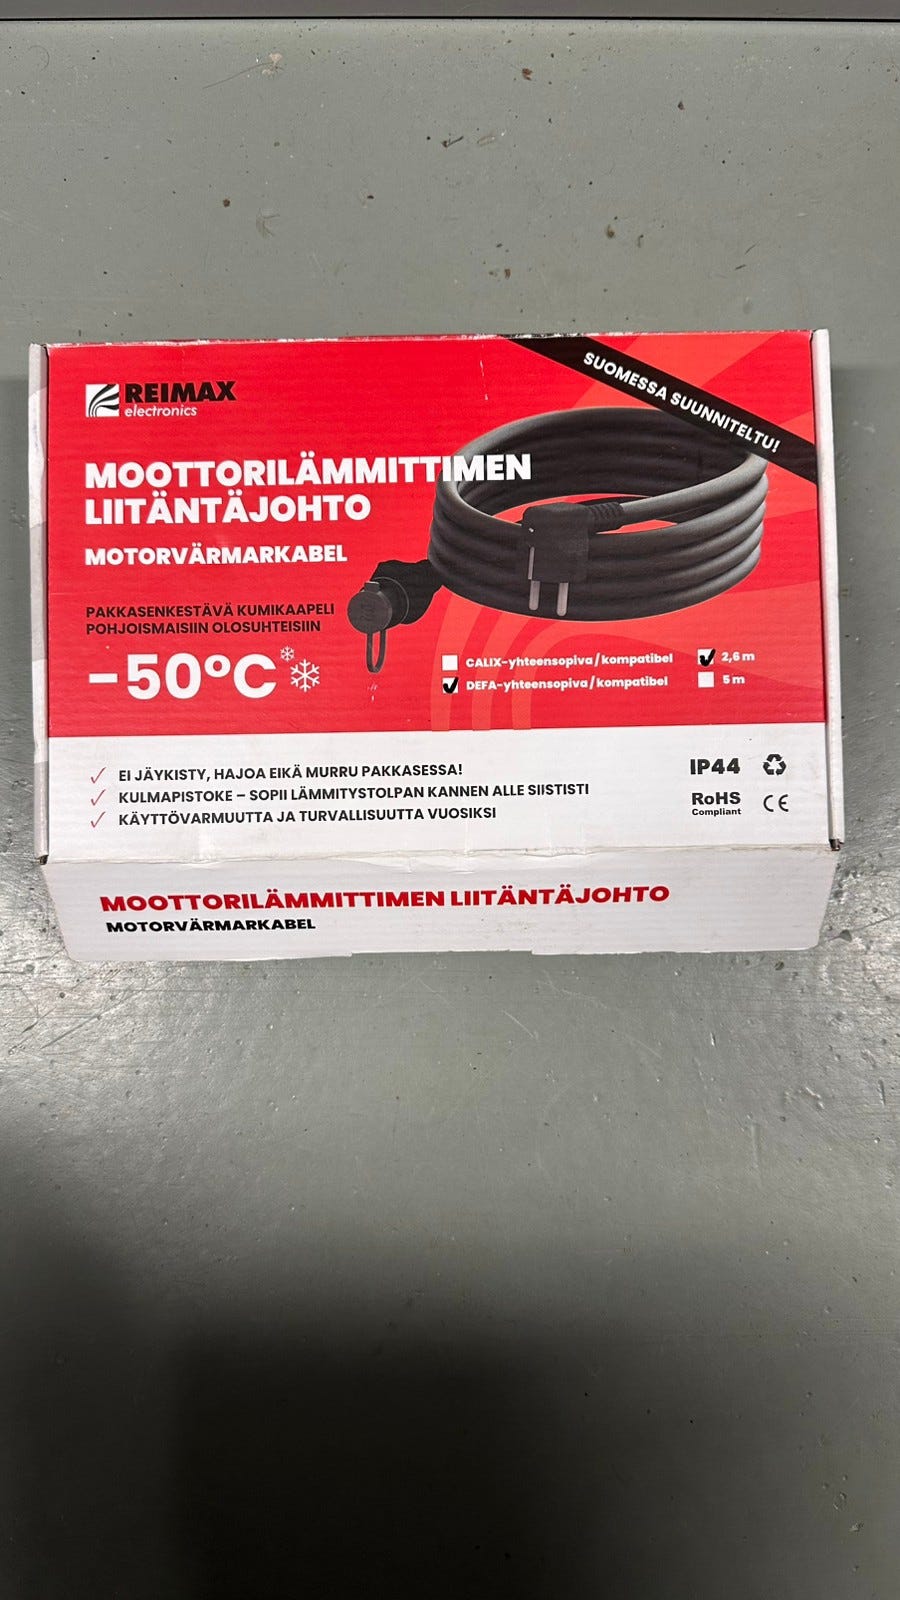 REIMAX
electronics
SUOMESSA SUUNNITELTU!
MOOTTORILÄMMITTIMEN
LIITÄNTÄJOHTO
MOTORVÄRMARKABEL
PAKKASENKESTÄVÄ KUMIKAAPELI
POHJOISMAISIIN OLOSUHTEISIIN
-50°C
CALIX-yhteensopiva/kompatibel
DEFA-yhteensopiva/kompatibel
2,6 m
5 m
EI JÄYKISTY, HAJOA EIKÄ MURRU PAKKASESSA!
KULMAPISTOKE – SOPII LÄMMITYSTOLPAN KANNEN ALLE SIISTISTI
KÄYTTÖVARMUUTTA JA TURVALLISUUTTA VUOSIKSI
IP44
RoHS
Compliant
CE
MOOTTORILÄMMITTIMEN LIITÄNTÄJOHTO
MOTORVÄRMARKABEL